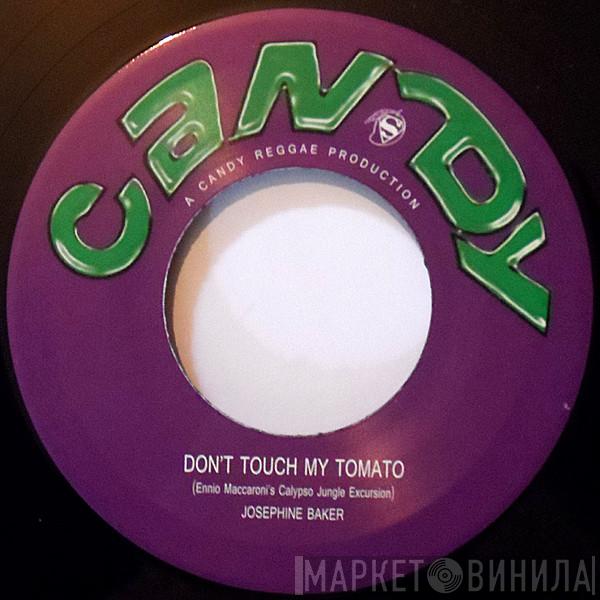 CANDY
A CANDY REGGAE PRODUCTION
DON'T TOUCH MY TOMATO
(Ennio Maccaroni's Calypso Jungle Excursion)
JOSEPHINE BAKER
МАРКЕТ ВИНИЛА